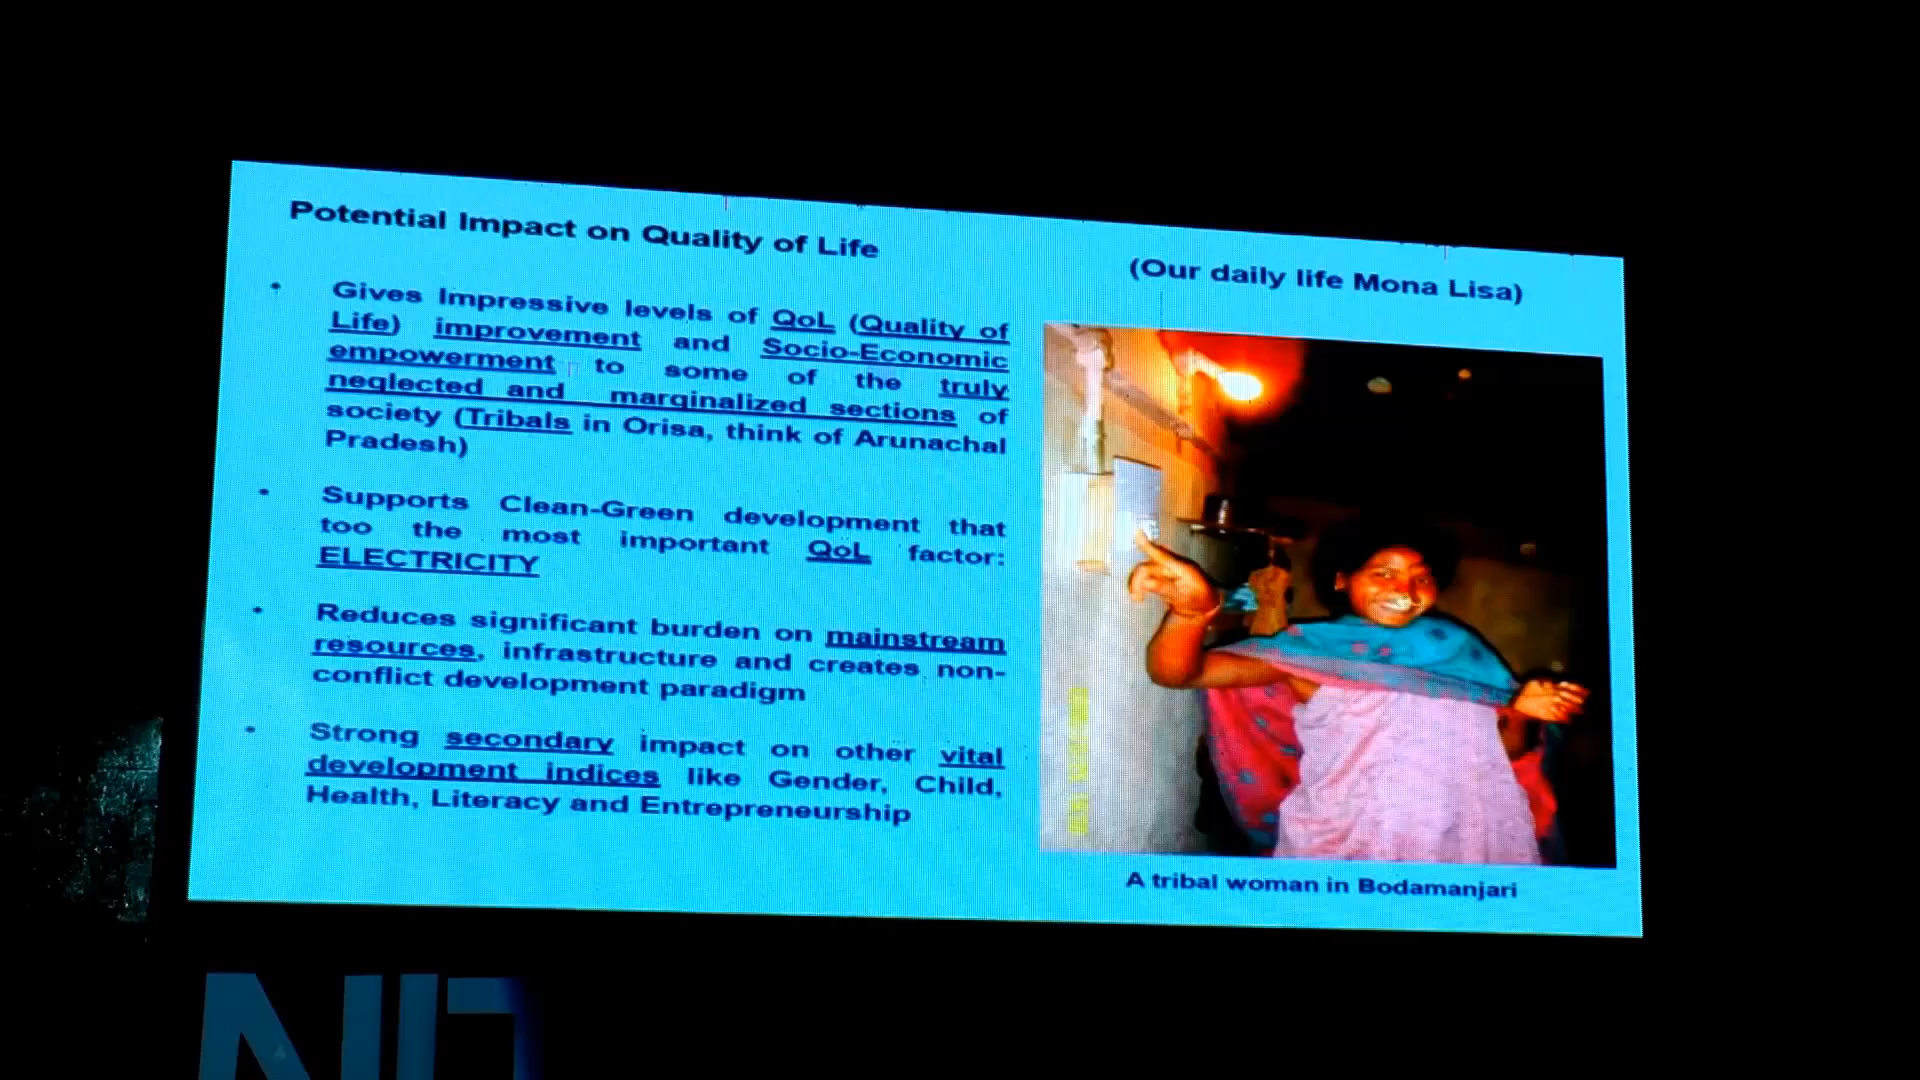 Potential Impact on Quality of Life
(Our daily life Mona Lisa)
• Gives Impressive levels of QoL (Quality of
Life) improvement and Socio-Economic
empowerment to some of the truly
neglected and marginalized sections of
society (Tribals in Orisa, think of Arunachal
Pradesh)
• Supports Clean-Green development that
too the most important QoL factor:
ELECTRICITY
• Reduces significant burden on mainstream
resources, infrastructure and creates non-
conflict development paradigm
• Strong secondary impact on other vital
development indices like Gender, Child,
Health, Literacy and Entrepreneurship
A tribal woman in Bodamanjari